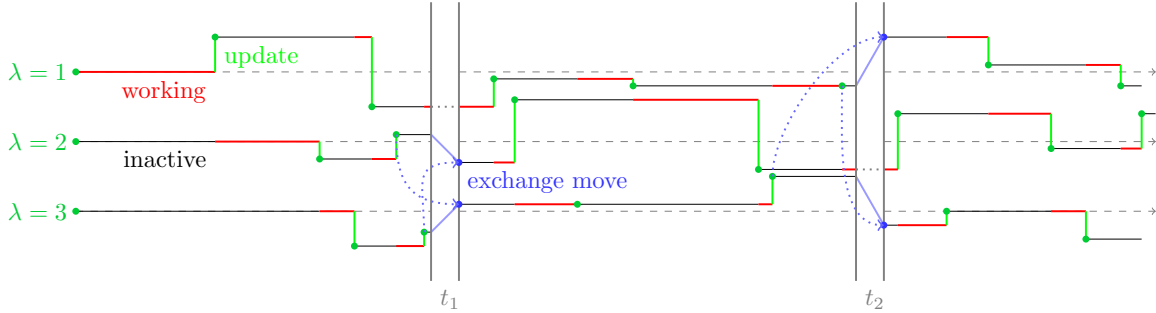 λ = 1
update
working
λ = 2
inactive
exchange move
λ = 3
t₁
t₂